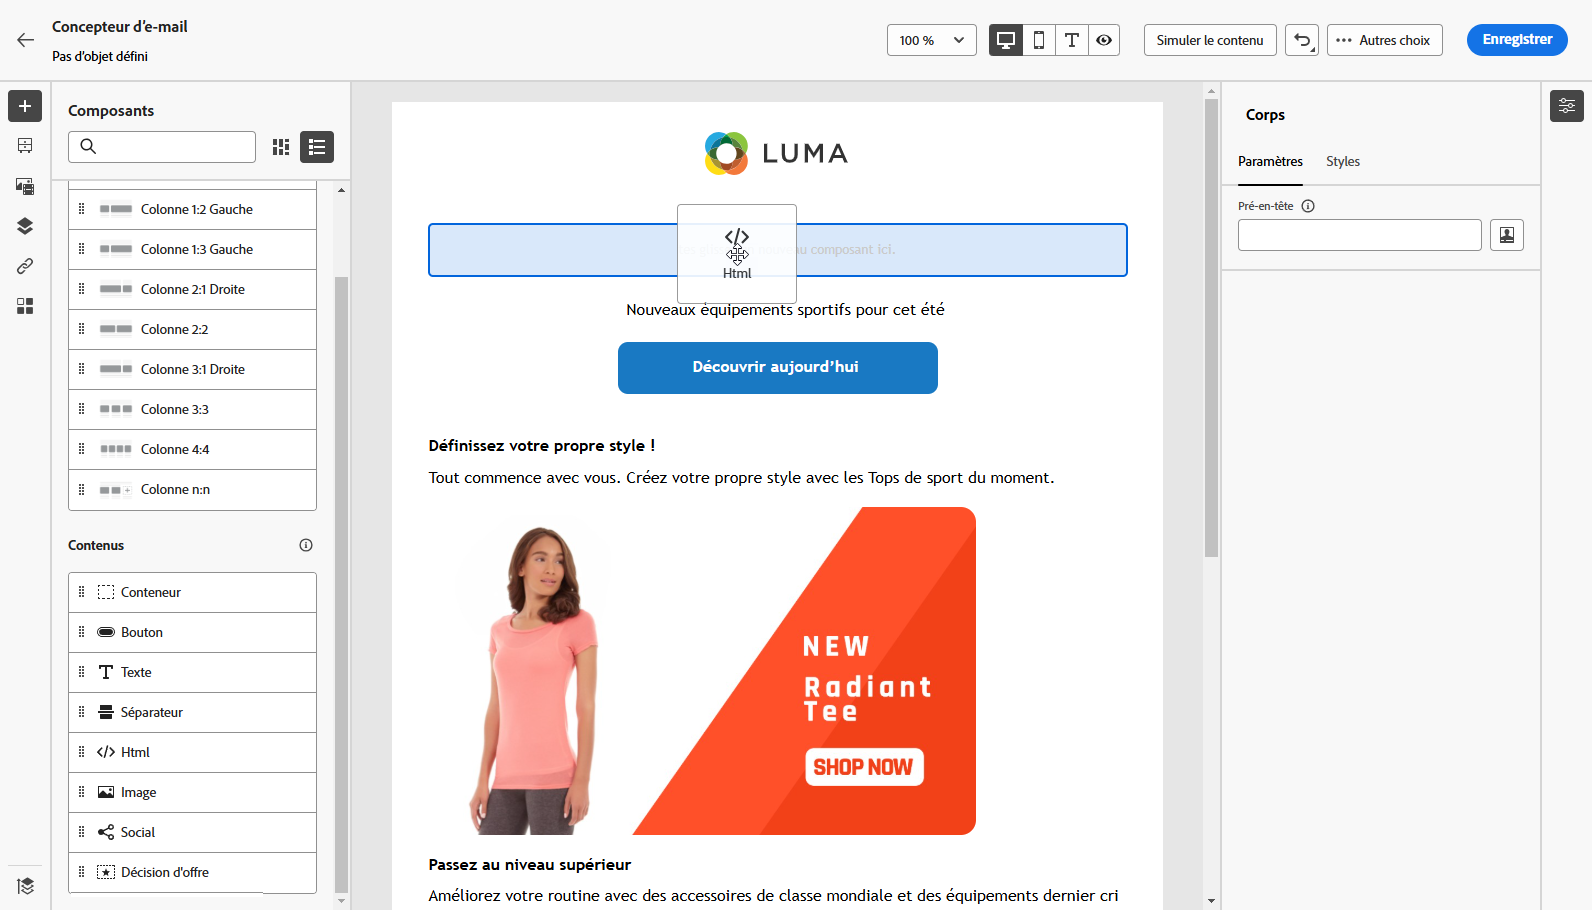 Concepteur d'e-mail
Pas d'objet défini
100 %
Simuler le contenu
Autres choix
Enregistrer
Composants
Colonne 1:2 Gauche
Colonne 1:3 Gauche
Colonne 2:1 Droite
Colonne 2:2
Colonne 3:1 Droite
Colonne 3:3
Colonne 4:4
Colonne n:n
Contenus
Conteneur
Bouton
Texte
Séparateur
Html
Image
Social
Décision d'offre
LUMA
composant ici.
Html
Nouveaux équipements sportifs pour cet été
Découvrir aujourd'hui
Définissez votre propre style !
Tout commence avec vous. Créez votre propre style avec les Tops de sport du moment.
NEW
Radiant
Tee
SHOP NOW
Passez au niveau supérieur
Améliorez votre routine avec des accessoires de classe mondiale et des équipements dernier cri
Corps
Paramètres
Styles
Pré-en-tête